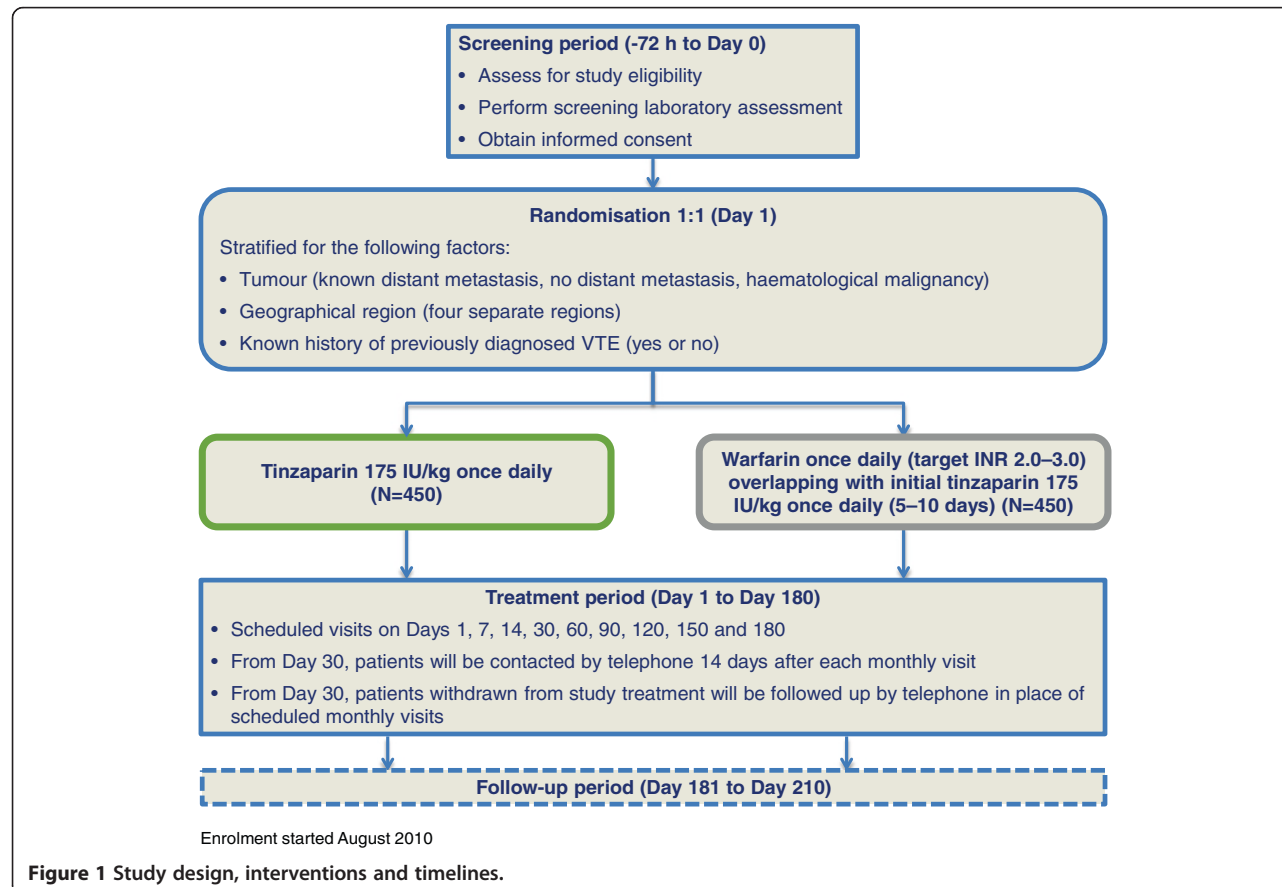 Screening period (-72 h to Day 0)
• Assess for study eligibility
• Perform screening laboratory assessment
• Obtain informed consent
Randomisation 1:1 (Day 1)
Stratified for the following factors:
• Tumour (known distant metastasis, no distant metastasis, haematological malignancy)
• Geographical region (four separate regions)
• Known history of previously diagnosed VTE (yes or no)
Tinzaparin 175 IU/kg once daily
(N=450)
Warfarin once daily (target INR 2.0–3.0)
overlapping with initial tinzaparin 175
IU/kg once daily (5–10 days) (N=450)
Treatment period (Day 1 to Day 180)
• Scheduled visits on Days 1, 7, 14, 30, 60, 90, 120, 150 and 180
• From Day 30, patients will be contacted by telephone 14 days after each monthly visit
• From Day 30, patients withdrawn from study treatment will be followed up by telephone in place of
scheduled monthly visits
Follow-up period (Day 181 to Day 210)
Enrolment started August 2010
Figure 1 Study design, interventions and timelines.